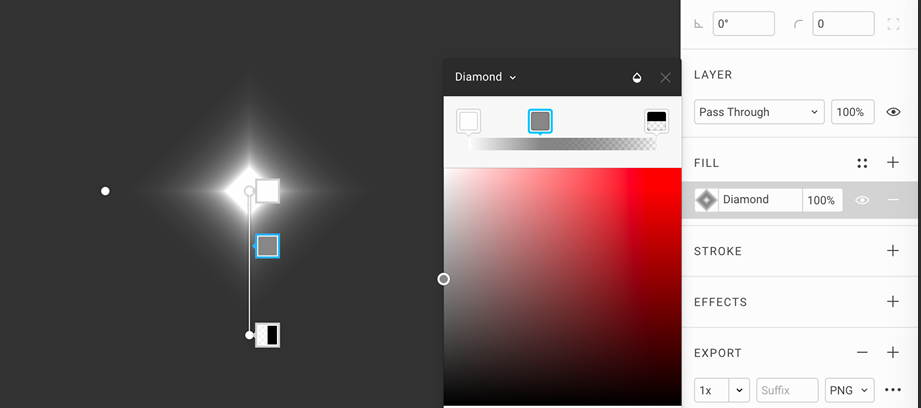 Diamond
0°
0
LAYER
Pass Through
100%
FILL
Diamond
100%
STROKE
EFFECTS
EXPORT
1x
Suffix
PNG